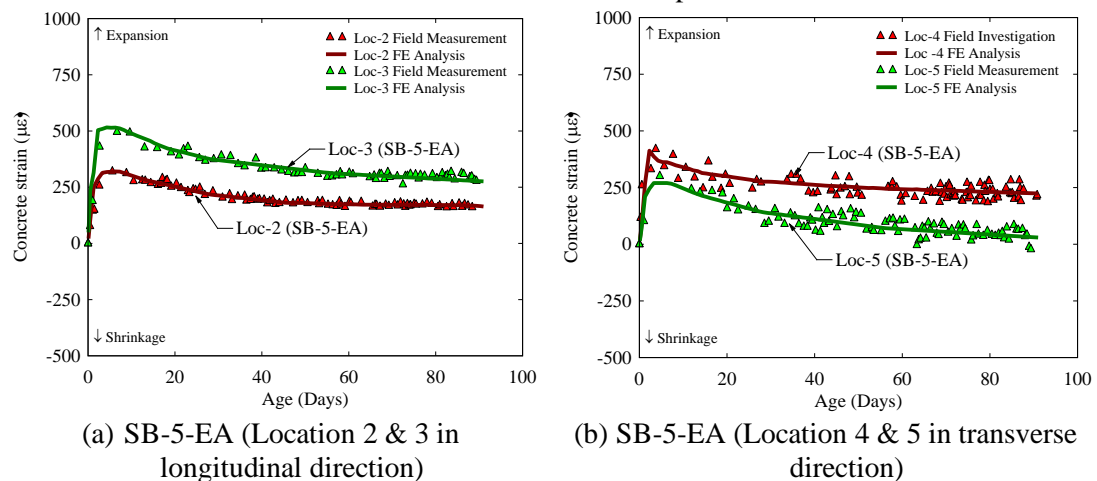 1000
750
500
250
0
-250
-500
Concrete strain (με)
↑ Expansion
↓ Shrinkage
Loc-2 Field Measurement
Loc-2 FE Analysis
Loc-3 Field Measurement
Loc-3 FE Analysis
Loc-3 (SB-5-EA)
Loc-2 (SB-5-EA)
0 20 40 60 80 100
Age (Days)
(a) SB-5-EA (Location 2 & 3 in
longitudinal direction)
1000
750
500
250
0
-250
-500
Concrete strain (με)
↑ Expansion
↓ Shrinkage
Loc-4 Field Investigation
Loc -4 FE Analysis
Loc-5 Field Measurement
Loc-5 FE Analysis
Loc-4 (SB-5-EA)
Loc-5 (SB-5-EA)
0 20 40 60 80 100
Age (Days)
(b) SB-5-EA (Location 4 & 5 in transverse
direction)